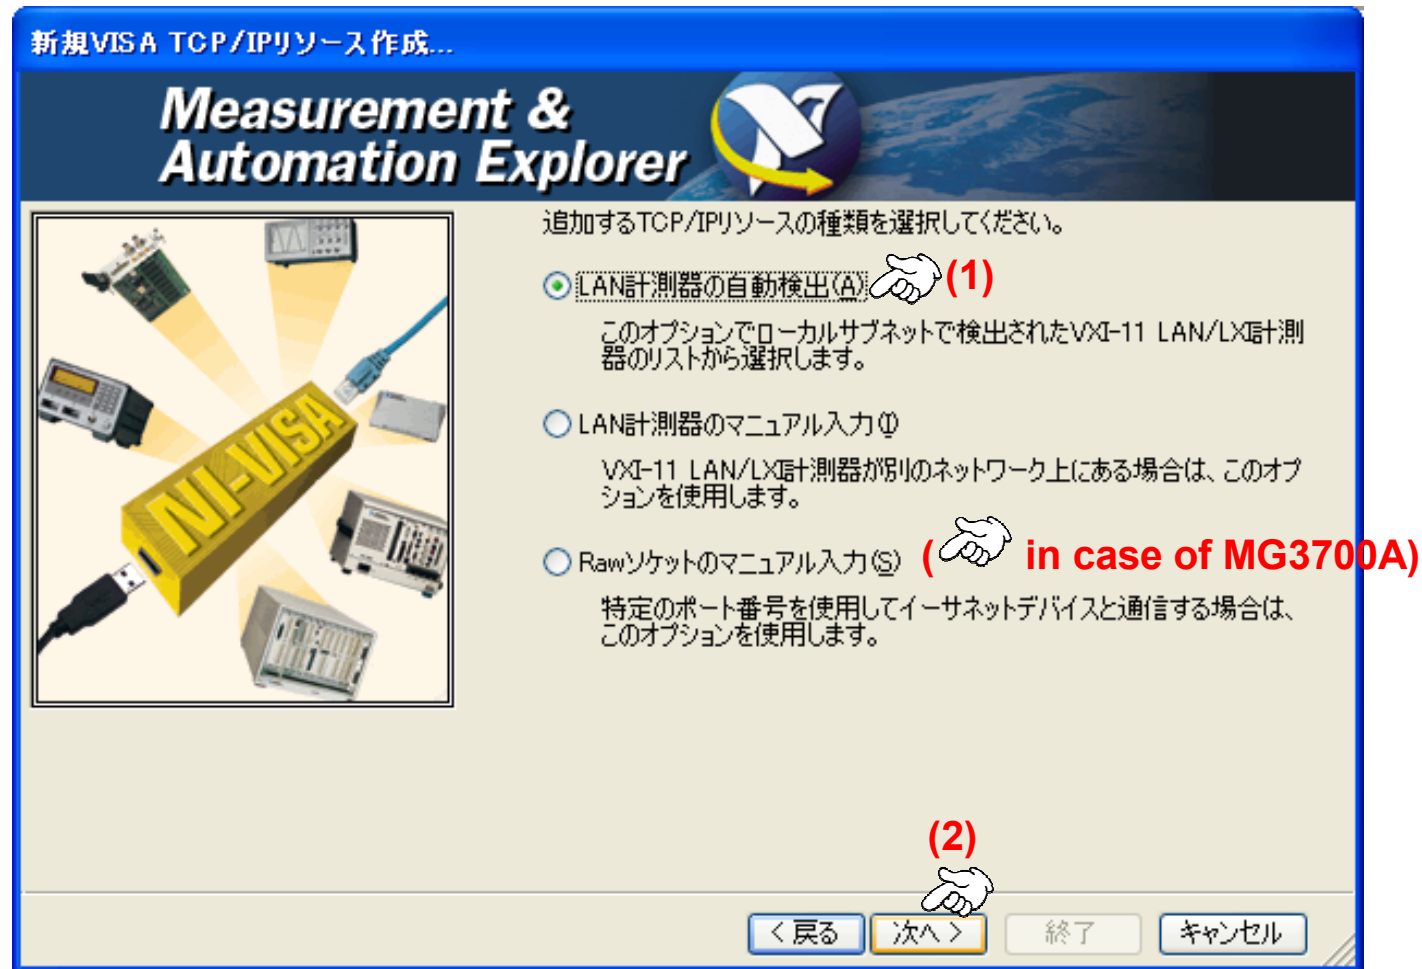 新規VISA TCP/IPリソース作成...
Measurement &
Automation Explorer
追加するTCP/IPリソースの種類を選択してください。
LAN計測器の自動検出(A) (1)
このオプションでローカルサブネットで検出されたVXI-11 LAN/LXI計測
器のリストから選択します。
LAN計測器のマニュアル入力(I)
VXI-11 LAN/LXI計測器が別のネットワーク上にある場合は、このオプ
ションを使用します。
Rawソケットのマニュアル入力(S) ( in case of MG3700A)
特定のポート番号を使用してイーサネットデバイスと通信する場合は、
このオプションを使用します。
NI-VISA
(2)
< 戻る 次へ > 終了 キャンセル